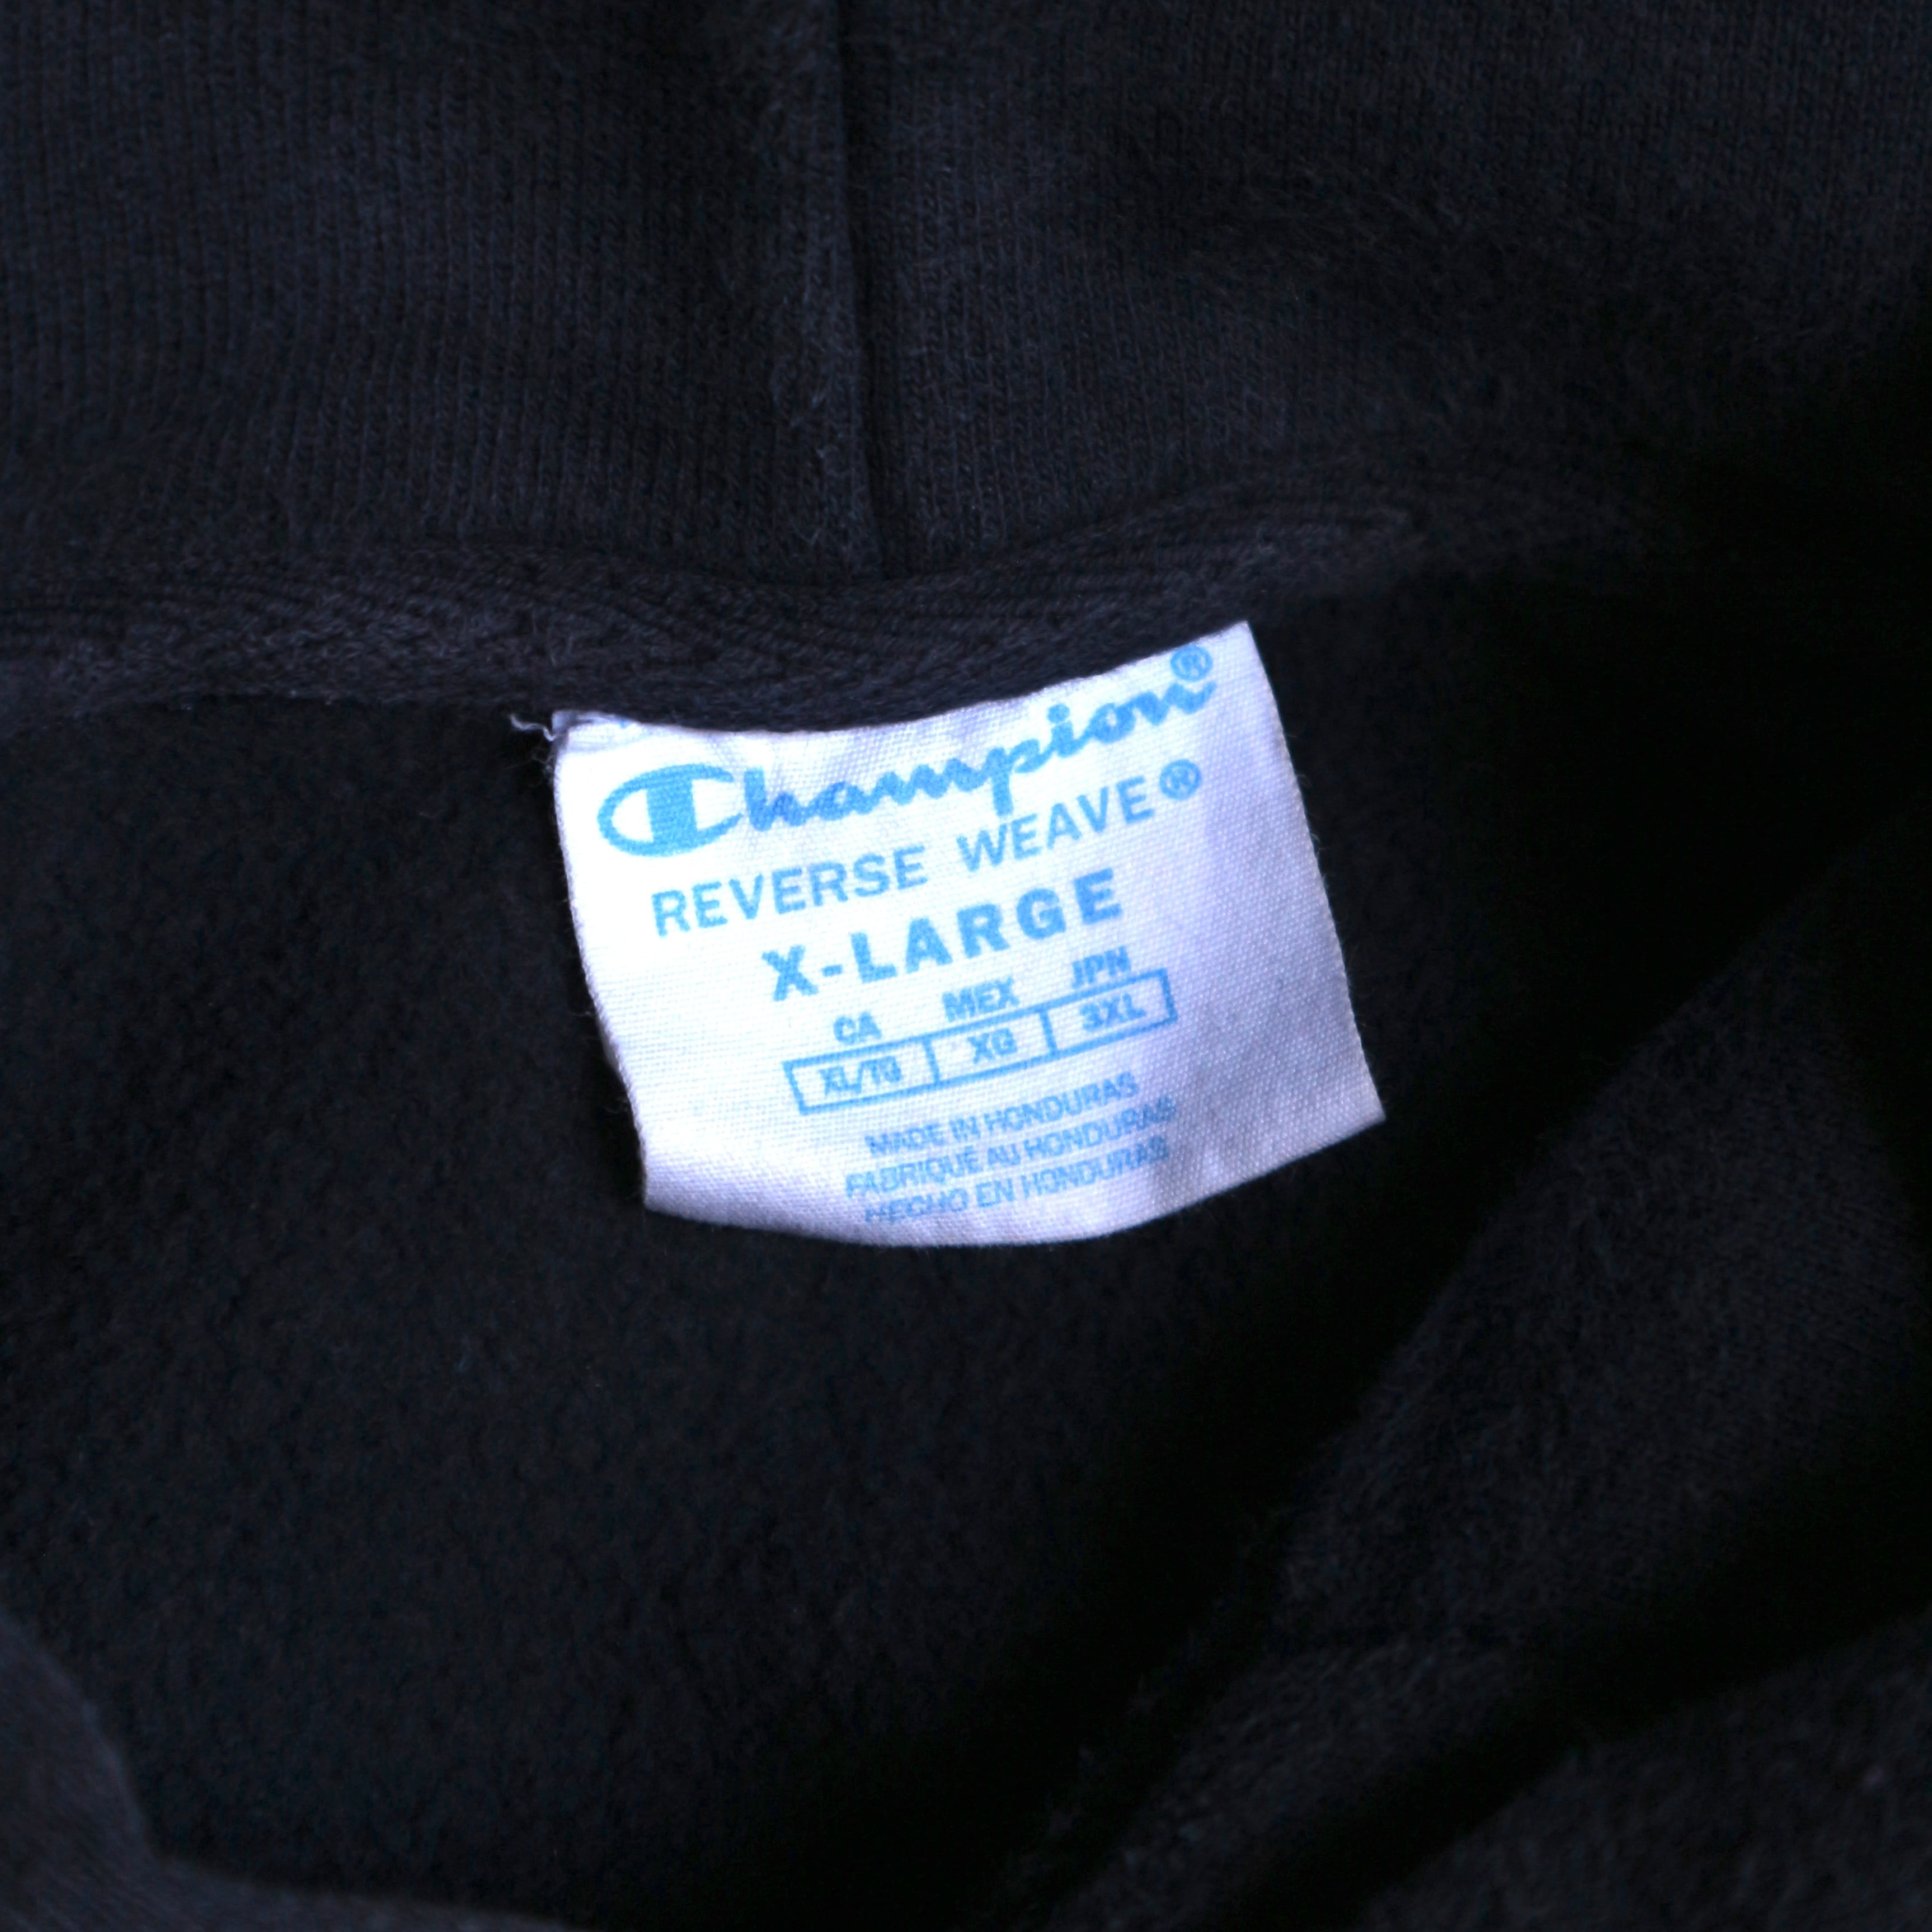 Champion®
REVERSE WEAVE®
X-LARGE
CA MEX JPN
XL/TG XG 3XL
MADE IN HONDURAS
FABRIQUÉ AU HONDURAS
HECHO EN HONDURAS